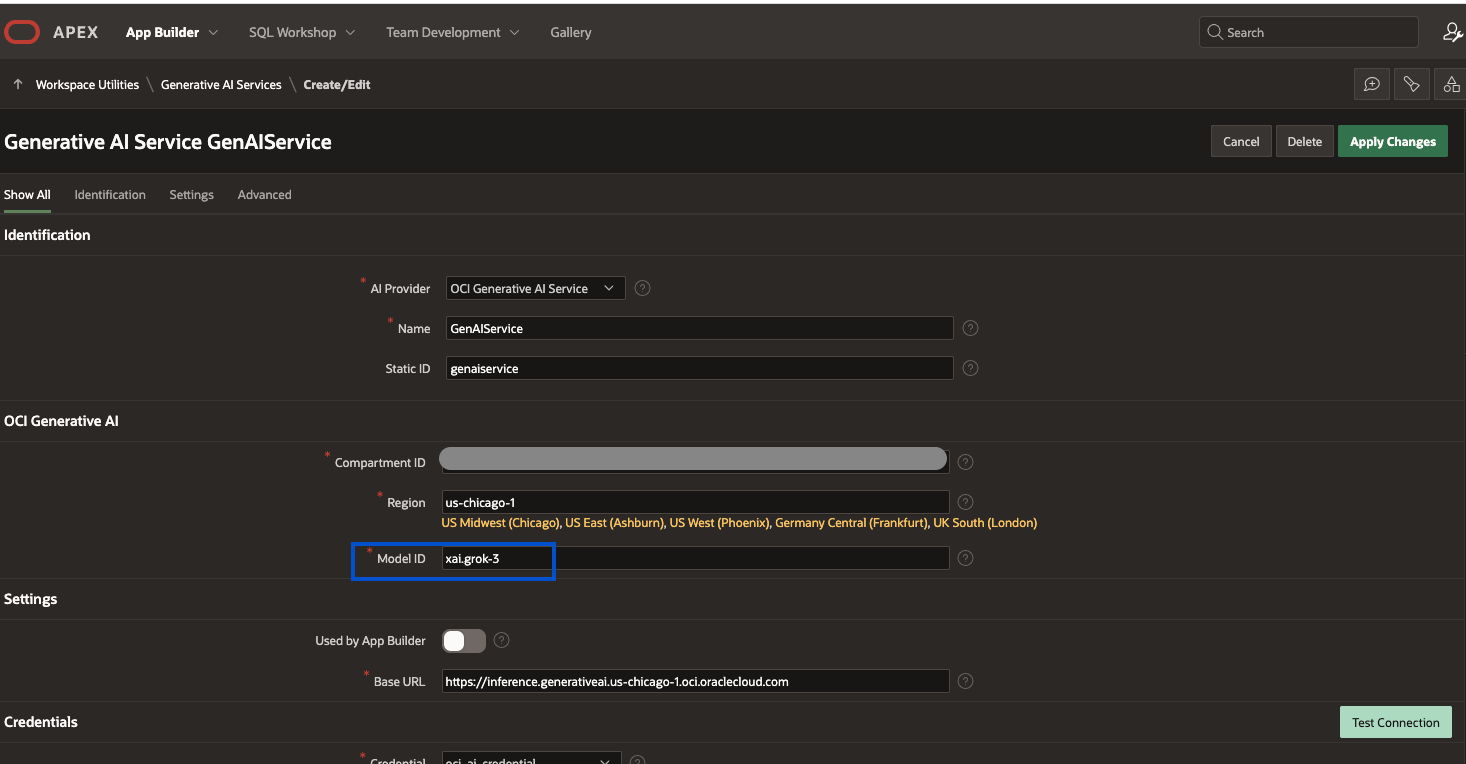 APEX App Builder SQL Workshop Team Development Gallery Search
Workspace Utilities \ Generative AI Services \ Create/Edit
Generative AI Service GenAIService Cancel Delete Apply Changes
Show All Identification Settings Advanced
Identification
* AI Provider OCI Generative AI Service ?
* Name GenAIService ?
Static ID genaiservice ?
OCI Generative AI
* Compartment ID ?
* Region us-chicago-1 ?
US Midwest (Chicago), US East (Ashburn), US West (Phoenix), Germany Central (Frankfurt), UK South (London)
* Model ID xai.grok-3 ?
Settings
Used by App Builder ?
* Base URL https://inference.generativeai.us-chicago-1.oci.oraclecloud.com ?
Credentials Test Connection
* Credential oci_ai_credential ?